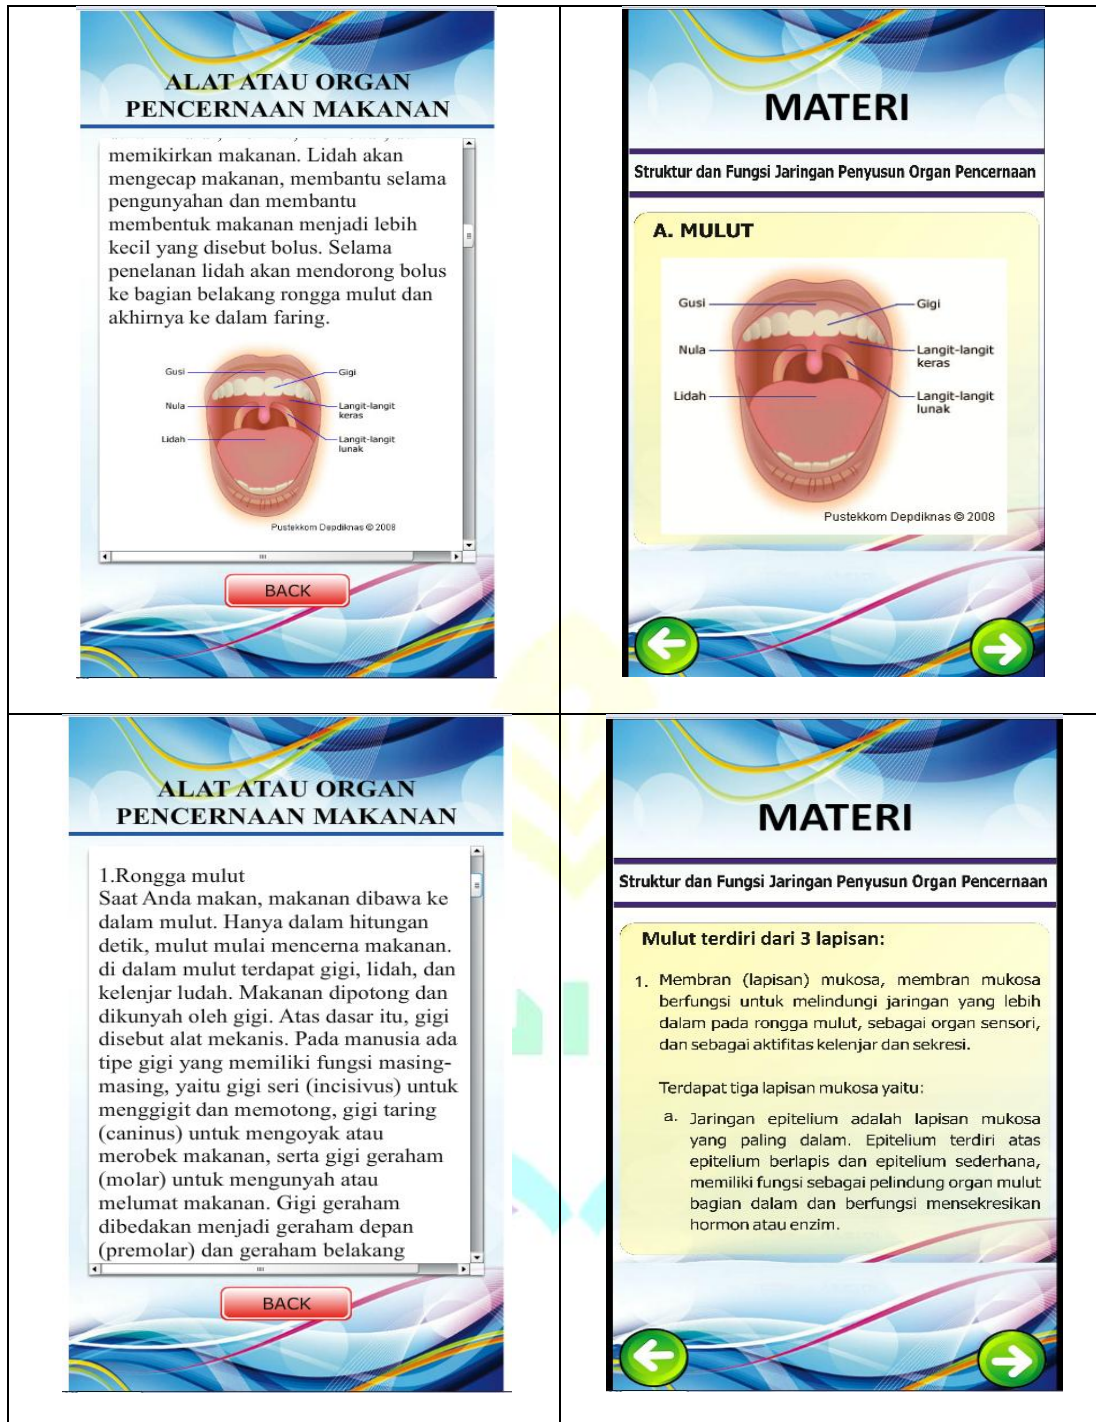 ALAT ATAU ORGAN
PENCERNAAN MAKANAN
memikirkan makanan. Lidah akan
mengecap makanan, membantu selama
pengunyahan dan membantu
membentuk makanan menjadi lebih
kecil yang disebut bolus. Selama
penelanan lidah akan mendorong bolus
ke bagian belakang rongga mulut dan
akhirnya ke dalam faring.
Gusi
Gigi
Nula
Langit-langit
keras
Lidah
Langit-langit
lunak
Pustekkom Depdiknas © 2008
BACK
MATERI
Struktur dan Fungsi Jaringan Penyusun Organ Pencernaan
A. MULUT
Gusi
Gigi
Nula
Langit-langit
keras
Lidah
Langit-langit
lunak
Pustekkom Depdiknas © 2008
ALAT ATAU ORGAN
PENCERNAAN MAKANAN
1.Rongga mulut
Saat Anda makan, makanan dibawa ke
dalam mulut. Hanya dalam hitungan
detik, mulut mulai mencerna makanan.
di dalam mulut terdapat gigi, lidah, dan
kelenjar ludah. Makanan dipotong dan
dikunyah oleh gigi. Atas dasar itu, gigi
disebut alat mekanis. Pada manusia ada
tipe gigi yang memiliki fungsi masing-
masing, yaitu gigi seri (incisivus) untuk
menggigit dan memotong, gigi taring
(caninus) untuk mengoyak atau
merobek makanan, serta gigi geraham
(molar) untuk mengunyah atau
melumat makanan. Gigi geraham
dibedakan menjadi geraham depan
(premolar) dan geraham belakang
BACK
MATERI
Struktur dan Fungsi Jaringan Penyusun Organ Pencernaan
Mulut terdiri dari 3 lapisan:
1. Membran (lapisan) mukosa, membran mukosa
berfungsi untuk melindungi jaringan yang lebih
dalam pada rongga mulut, sebagai organ sensori,
dan sebagai aktifitas kelenjar dan sekresi.
Terdapat tiga lapisan mukosa yaitu:
a. Jaringan epitelium adalah lapisan mukosa
yang paling dalam. Epitelium terdiri atas
epitelium berlapis dan epitelium sederhana,
memiliki fungsi sebagai pelindung organ mulut
bagian dalam dan berfungsi mensekresikan
hormon atau enzim.